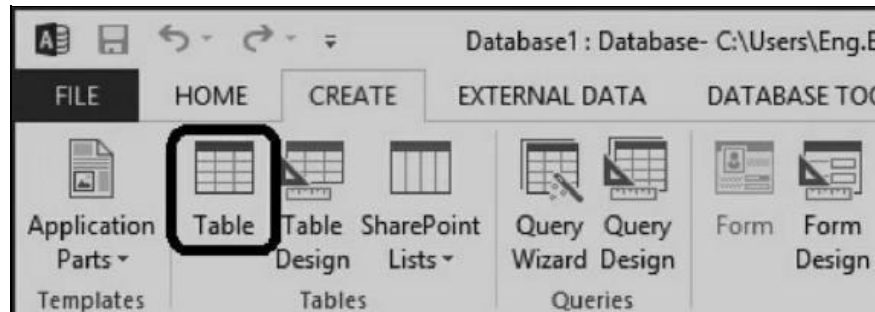 Database1 : Database- C:\Users\Eng.E
FILE HOME CREATE EXTERNAL DATA DATABASE TOO
Application Parts
Table
Table Design
SharePoint Lists
Query Wizard
Query Design
Form
Form Design
Templates
Tables
Queries